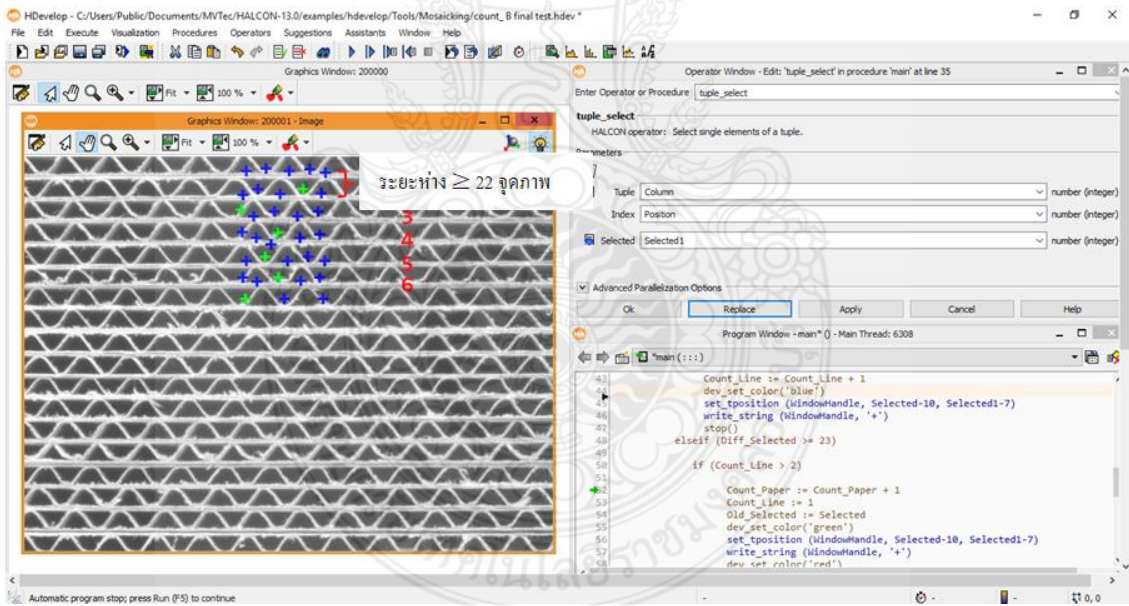 HDevelop - C:/Users/Public/Documents/MVTec/HALCON-13.0/examples/hdevelop/Tools/Mosaicking/count_ B final test.hdev *
File Edit Execute Visualization Procedures Operators Suggestions Assistants Window Help
Graphics Window: 200000
Fit 100 %
Graphics Window: 200001 - Image
Fit 100 %
ระยะห่าง ≥ 22 จุดภาพ
3
4
5
6
Operator Window - Edit: 'tuple_select' in procedure 'main' at line 35
Enter Operator or Procedure tuple_select
tuple_select
HALCON operator: Select single elements of a tuple.
Parameters
Tuple Column number (integer)
Index Position number (integer)
Selected Selected1 number (integer)
Advanced Parallelization Options
Ok Replace Apply Cancel Help
Program Window - main* () - Main Thread: 6308
*main ( : : : )
43 Count_Line := Count_Line + 1
44 dev_set_color('blue')
45 set_tposition (WindowHandle, Selected-10, Selected1-7)
46 write_string (WindowHandle, '+')
47 stop()
48 elseif (Diff_Selected >= 23)
49
50 if (Count_Line > 2)
51
52 Count_Paper := Count_Paper + 1
53 Count_Line := 1
54 Old_Selected := Selected
55 dev_set_color('green')
56 set_tposition (WindowHandle, Selected-10, Selected1-7)
57 write_string (WindowHandle, '+')
58 dev_set_color('red')
Automatic program stop; press Run (F5) to continue
- - - 0, 0